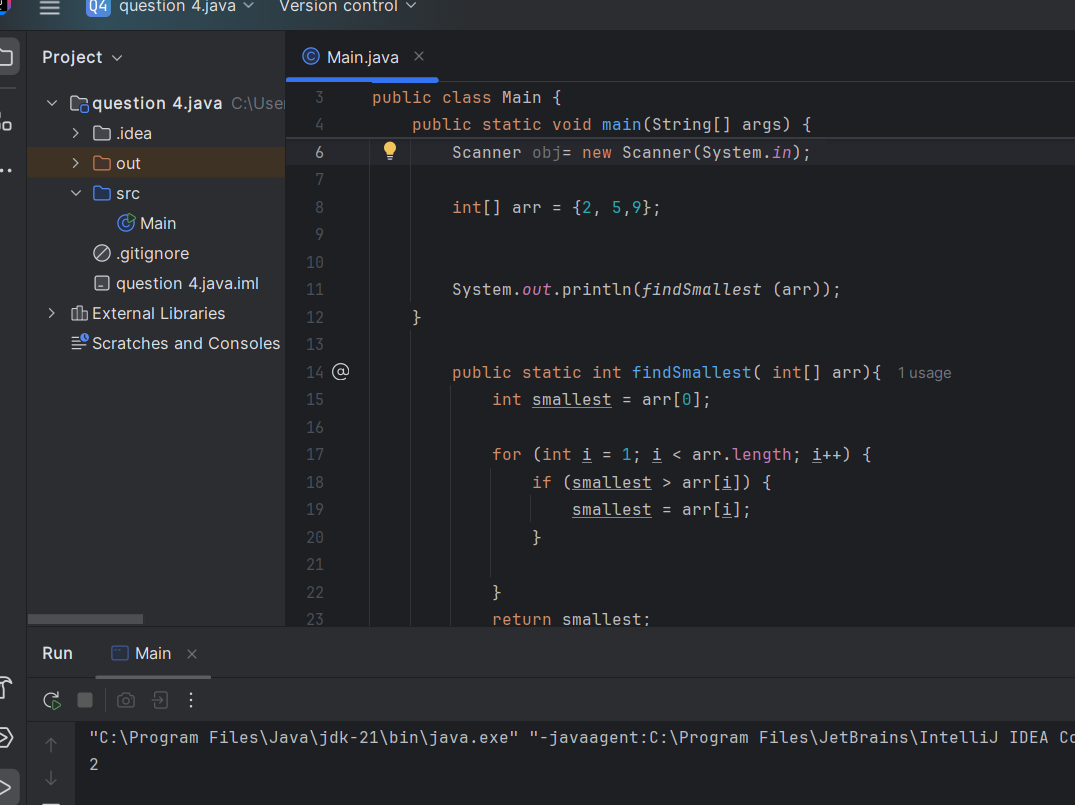 Q4 question 4.java Version control
Project
question 4.java C:\User
.idea
out
src
Main
.gitignore
question 4.java.iml
External Libraries
Scratches and Consoles
Main.java
3 public class Main {
4 public static void main(String[] args) {
6 Scanner obj= new Scanner(System.in);
7
8 int[] arr = {2, 5,9};
9
10
11 System.out.println(findSmallest (arr));
12 }
13
14 @ public static int findSmallest( int[] arr){ 1 usage
15 int smallest = arr[0];
16
17 for (int i = 1; i < arr.length; i++) {
18 if (smallest > arr[i]) {
19 smallest = arr[i];
20 }
21
22 }
23 return smallest;
Run Main
"C:\Program Files\Java\jdk-21\bin\java.exe" "-javaagent:C:\Program Files\JetBrains\IntelliJ IDEA Co
2